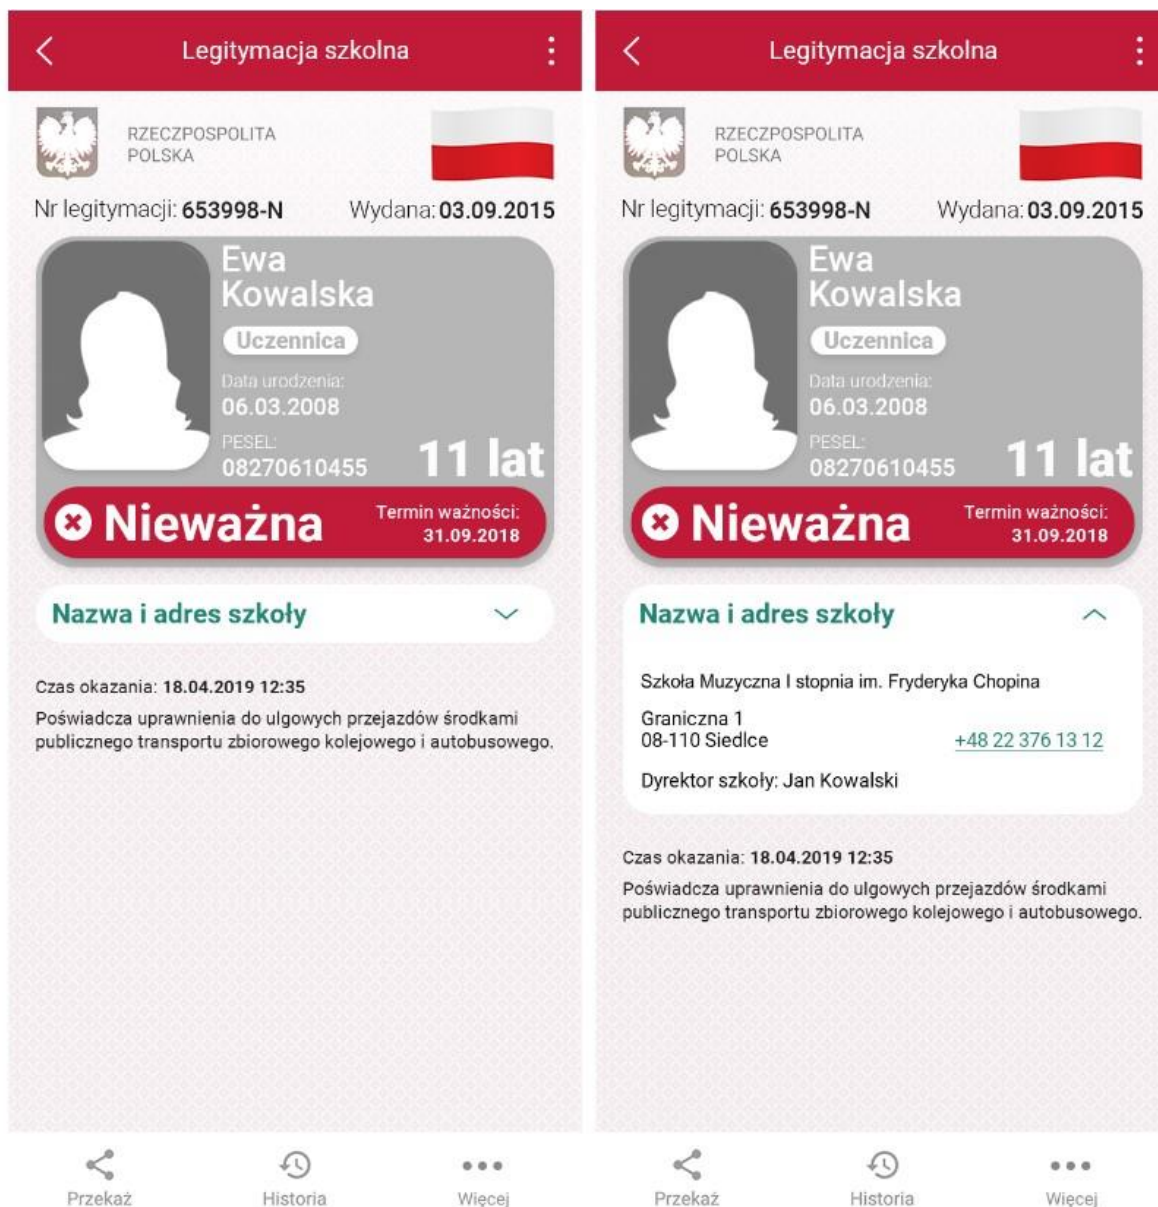 Legitymacja szkolna
RZECZPOSPOLITA
POLSKA
Nr legitymacji: 653998-N Wydana: 03.09.2015
Ewa
Kowalska
Uczennica
Data urodzenia:
06.03.2008
PESEL:
08270610455
11 lat
Nieważna
Termin ważności:
31.09.2018
Nazwa i adres szkoły
Czas okazania: 18.04.2019 12:35
Poświadcza uprawnienia do ulgowych przejazdów środkami
publicznego transportu zbiorowego kolejowego i autobusowego.
Przekaż Historia Więcej
Legitymacja szkolna
RZECZPOSPOLITA
POLSKA
Nr legitymacji: 653998-N Wydana: 03.09.2015
Ewa
Kowalska
Uczennica
Data urodzenia:
06.03.2008
PESEL:
08270610455
11 lat
Nieważna
Termin ważności:
31.09.2018
Nazwa i adres szkoły
Szkoła Muzyczna I stopnia im. Fryderyka Chopina
Graniczna 1
08-110 Siedlce +48 22 376 13 12
Dyrektor szkoły: Jan Kowalski
Czas okazania: 18.04.2019 12:35
Poświadcza uprawnienia do ulgowych przejazdów środkami
publicznego transportu zbiorowego kolejowego i autobusowego.
Przekaż Historia Więcej